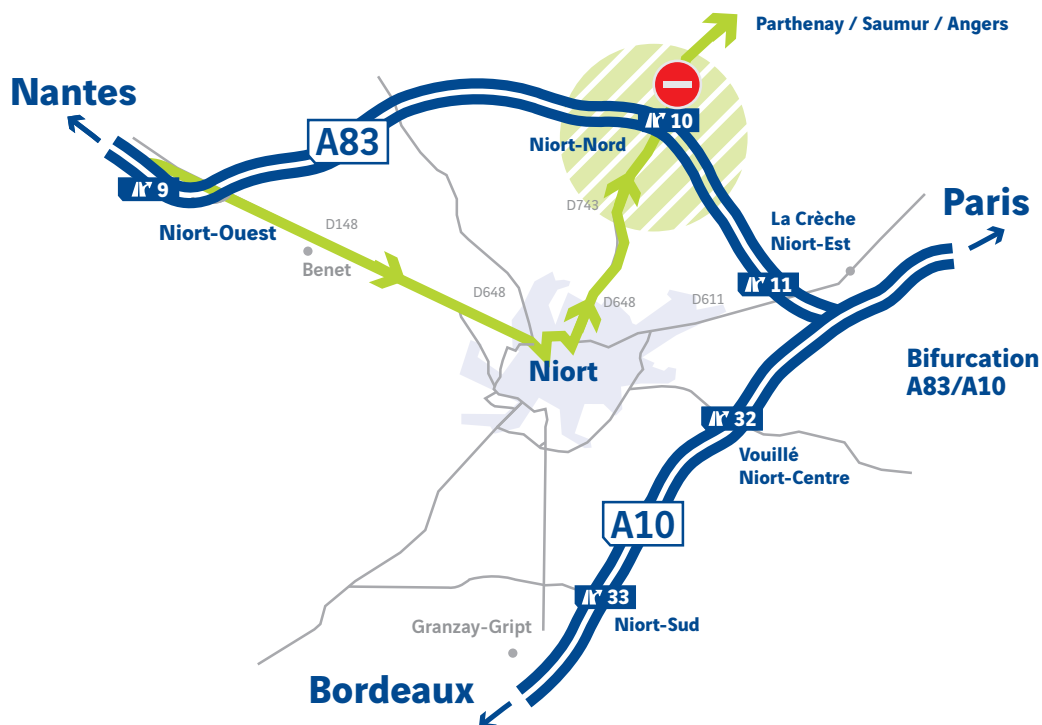 Parthenay / Saumur / Angers
Nantes
10
A83
Niort-Nord
9
Paris
D743
La Crèche
Niort-Est
D148
Niort-Ouest
Benet
11
D648
D648
D611
Niort
Bifurcation
A83/A10
32
Vouillé
Niort-Centre
A10
33
Granzay-Gript
Niort-Sud
Bordeaux